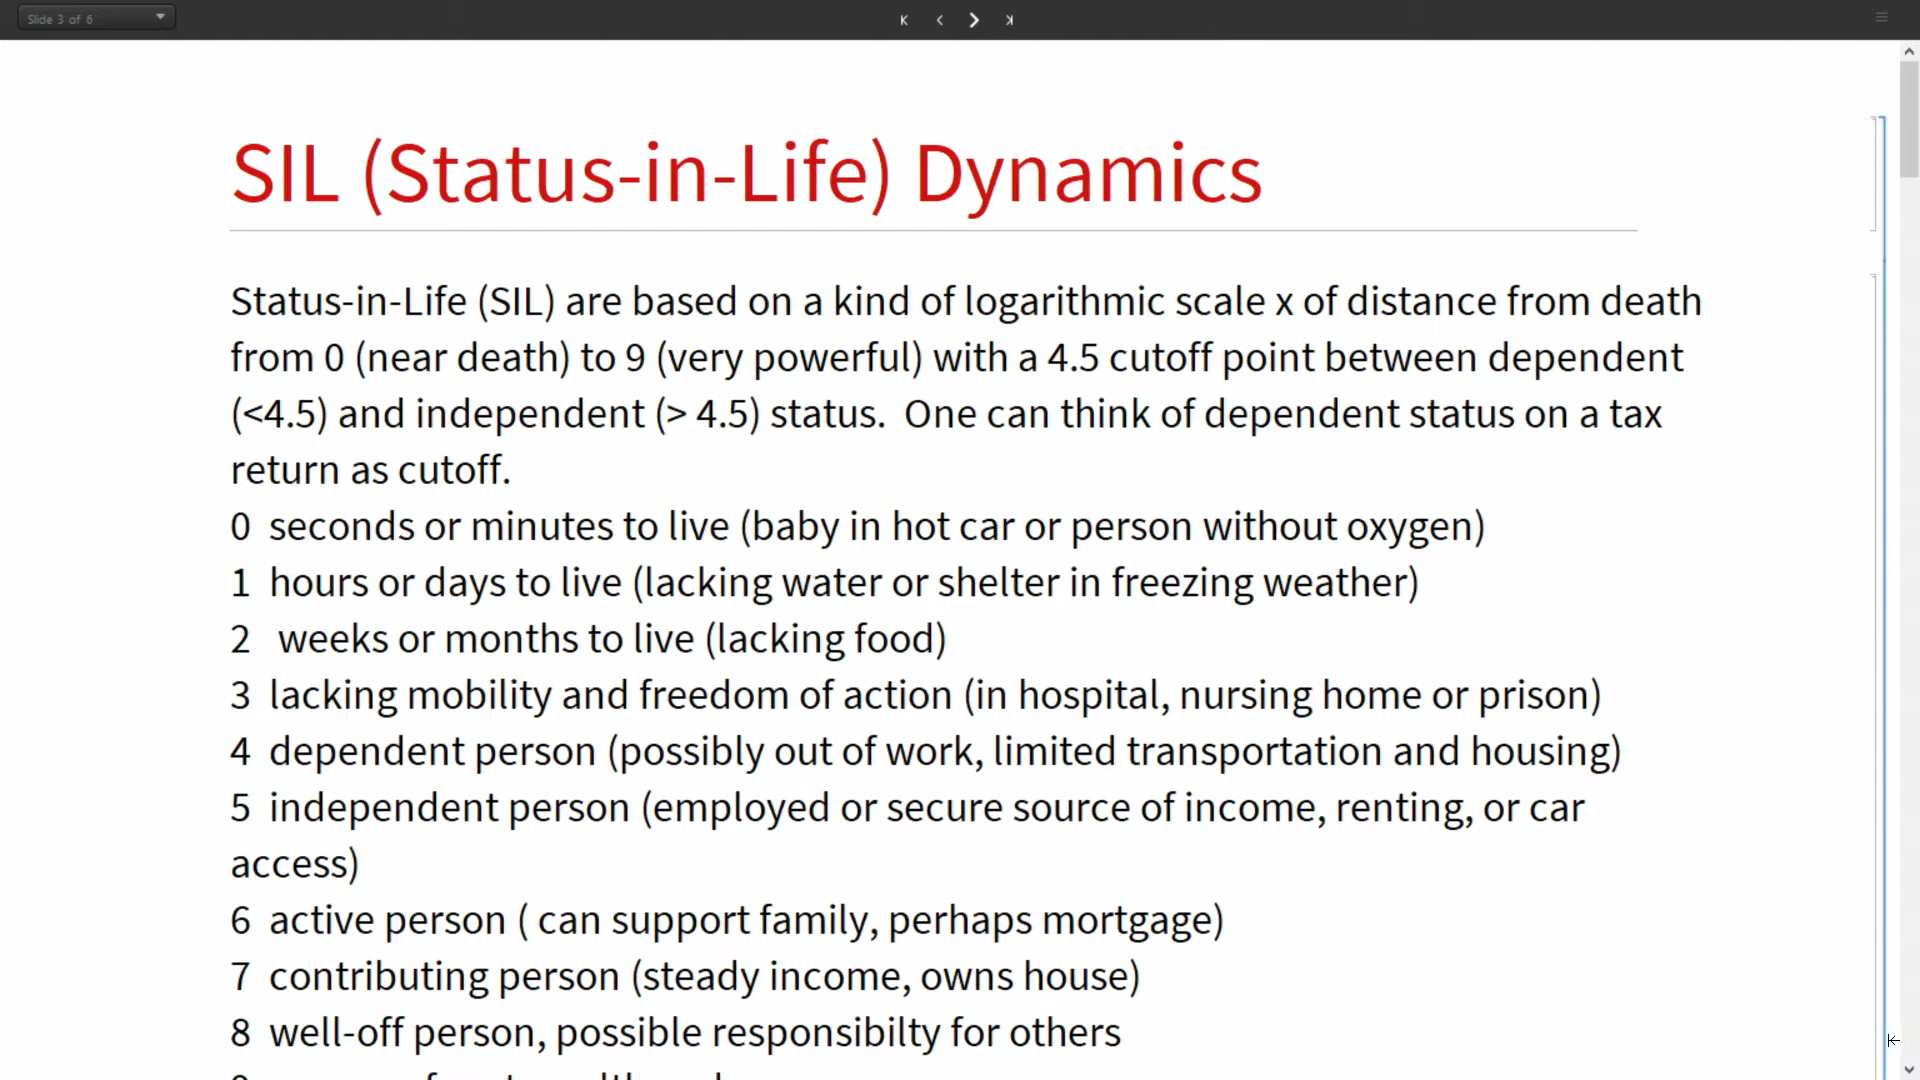 Slide 3 of 6
SIL (Status-in-Life) Dynamics
Status-in-Life (SIL) are based on a kind of logarithmic scale x of distance from death
from 0 (near death) to 9 (very powerful) with a 4.5 cutoff point between dependent
(<4.5) and independent (> 4.5) status.  One can think of dependent status on a tax
return as cutoff.
0  seconds or minutes to live (baby in hot car or person without oxygen)
1  hours or days to live (lacking water or shelter in freezing weather)
2   weeks or months to live (lacking food)
3  lacking mobility and freedom of action (in hospital, nursing home or prison)
4  dependent person (possibly out of work, limited transportation and housing)
5  independent person (employed or secure source of income, renting, or car
access)
6  active person ( can support family, perhaps mortgage)
7  contributing person (steady income, owns house)
8  well-off person, possible responsibilty for others